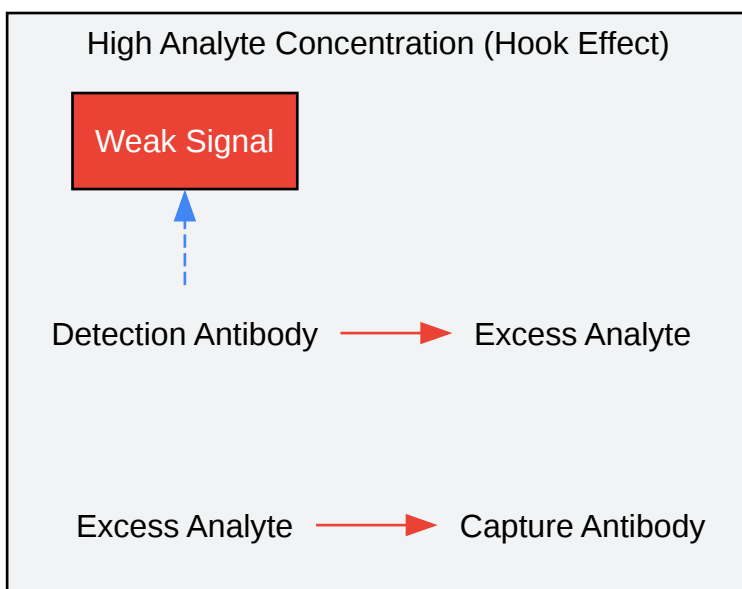 High Analyte Concentration (Hook Effect)
Weak Signal
Detection Antibody
Excess Analyte
Excess Analyte
Capture Antibody